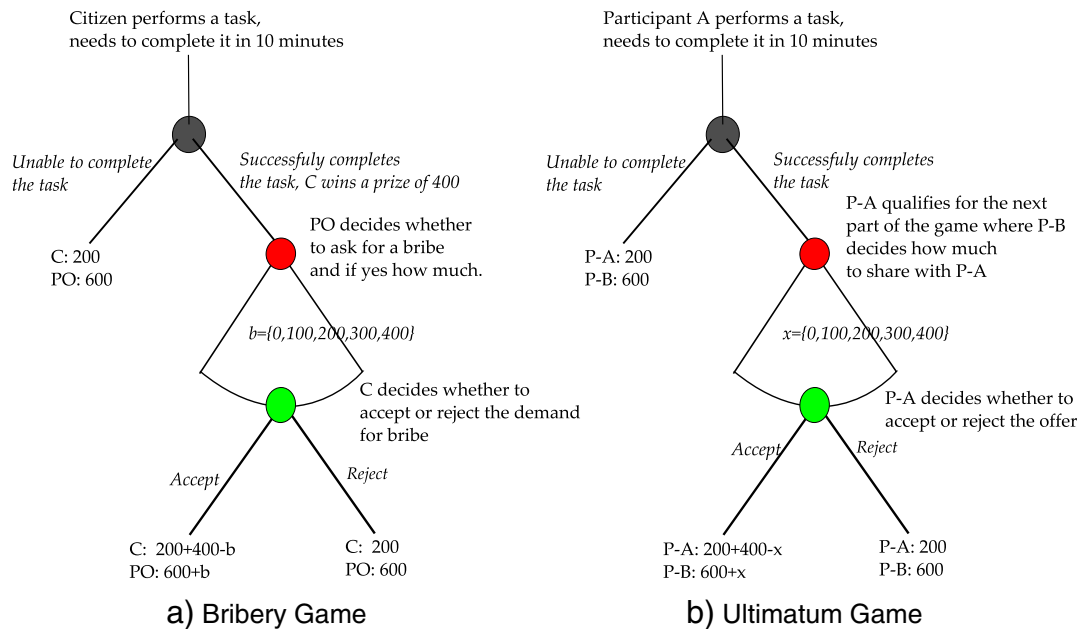 Citizen performs a task,
needs to complete it in 10 minutes
Unable to complete
the task
Successfuly completes
the task, C wins a prize of 400
C: 200
PO: 600
PO decides whether
to ask for a bribe
and if yes how much.
b={0,100,200,300,400}
C decides whether to
accept or reject the demand
for bribe
Accept
Reject
C: 200+400-b
PO: 600+b
C: 200
PO: 600
a) Bribery Game
Participant A performs a task,
needs to complete it in 10 minutes
Unable to complete
the task
Successfuly completes
the task
P-A: 200
P-B: 600
P-A qualifies for the next
part of the game where P-B
decides how much
to share with P-A
x={0,100,200,300,400}
P-A decides whether to
accept or reject the offer
Accept
Reject
P-A: 200+400-x
P-B: 600+x
P-A: 200
P-B: 600
b) Ultimatum Game